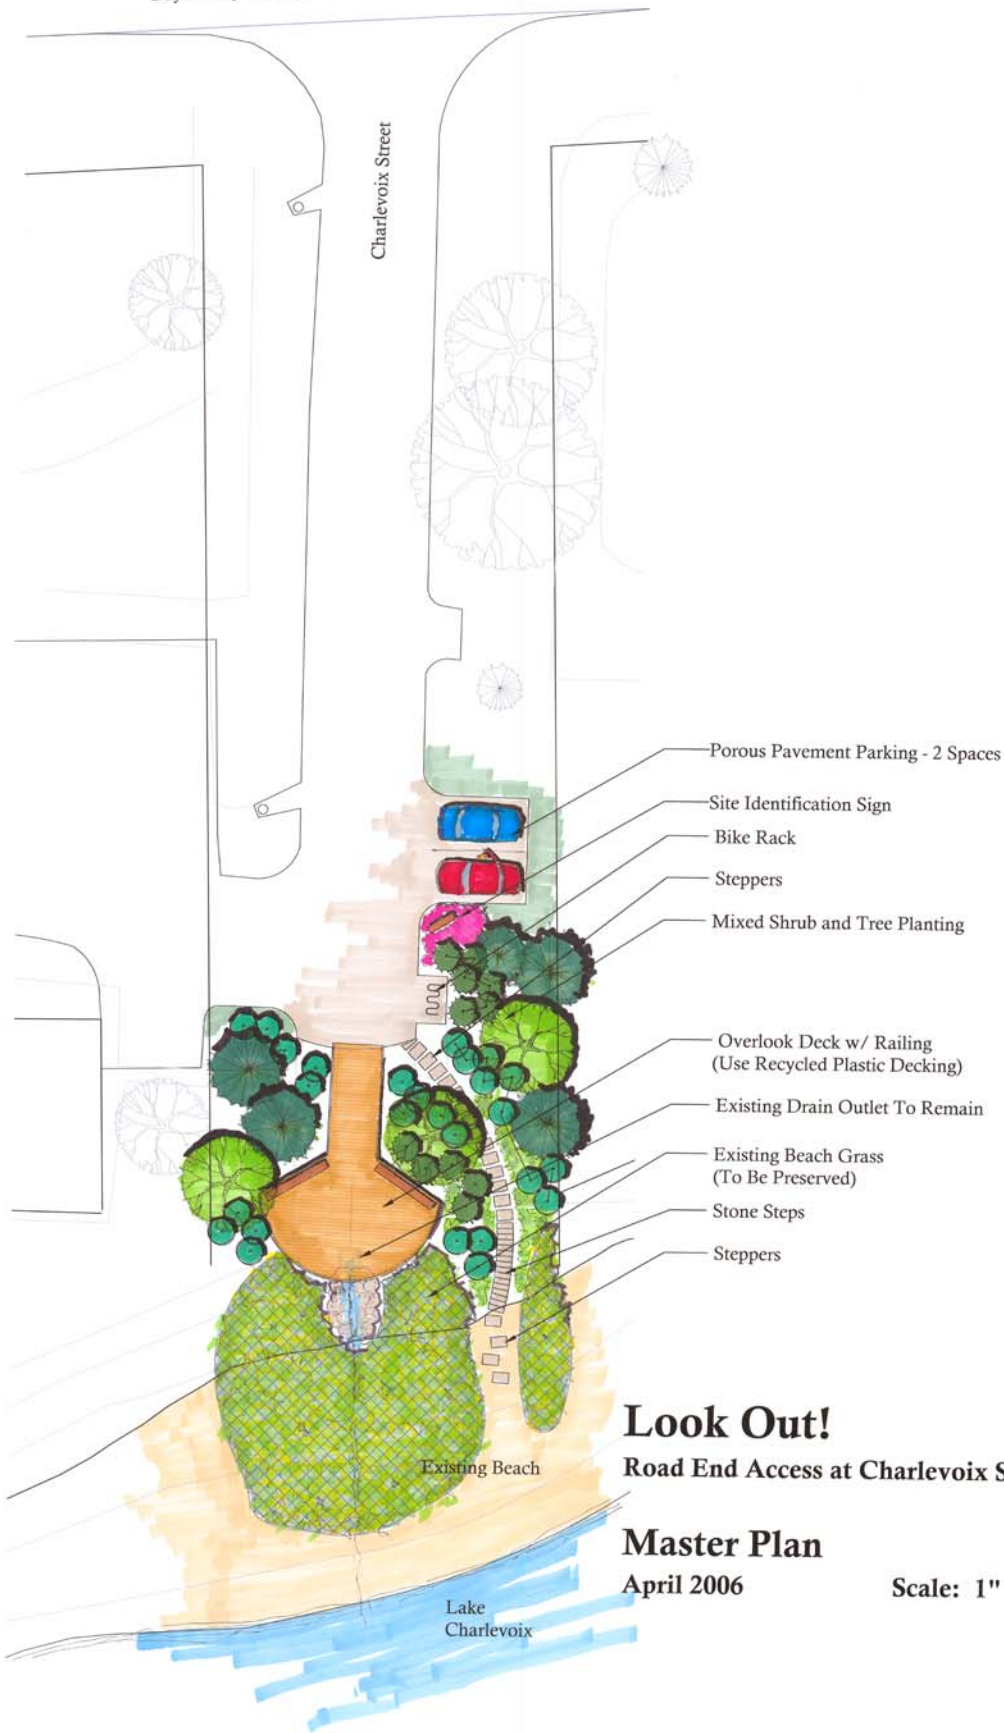 Charlevoix Street
Porous Pavement Parking - 2 Spaces
Site Identification Sign
Bike Rack
Steppers
Mixed Shrub and Tree Planting
Overlook Deck w/ Railing
(Use Recycled Plastic Decking)
Existing Drain Outlet To Remain
Existing Beach Grass
(To Be Preserved)
Stone Steps
Steppers
Look Out!
Road End Access at Charlevoix S
Existing Beach
Master Plan
April 2006 Scale: 1"
Lake
Charlevoix